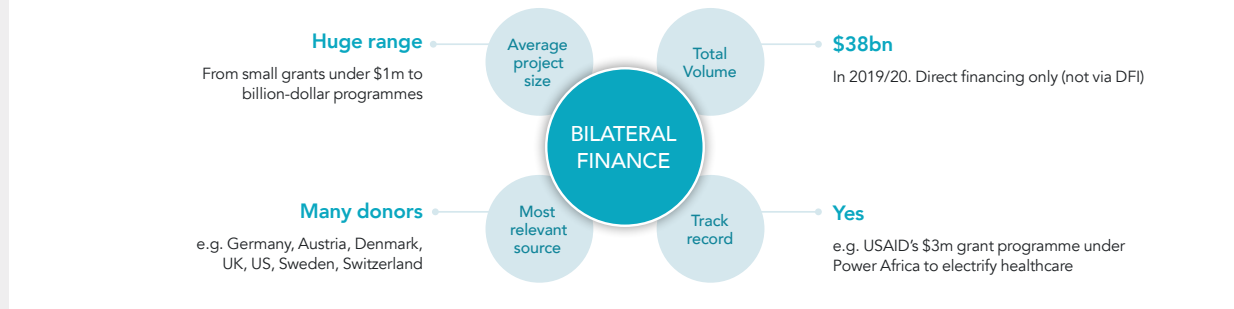 Huge range
From small grants under $1m to
billion-dollar programmes
Average
project
size
Total
Volume
$38bn
In 2019/20. Direct financing only (not via DFI)
BILATERAL
FINANCE
Many donors
e.g. Germany, Austria, Denmark,
UK, US, Sweden, Switzerland
Most
relevant
source
Track
record
Yes
e.g. USAID's $3m grant programme under
Power Africa to electrify healthcare